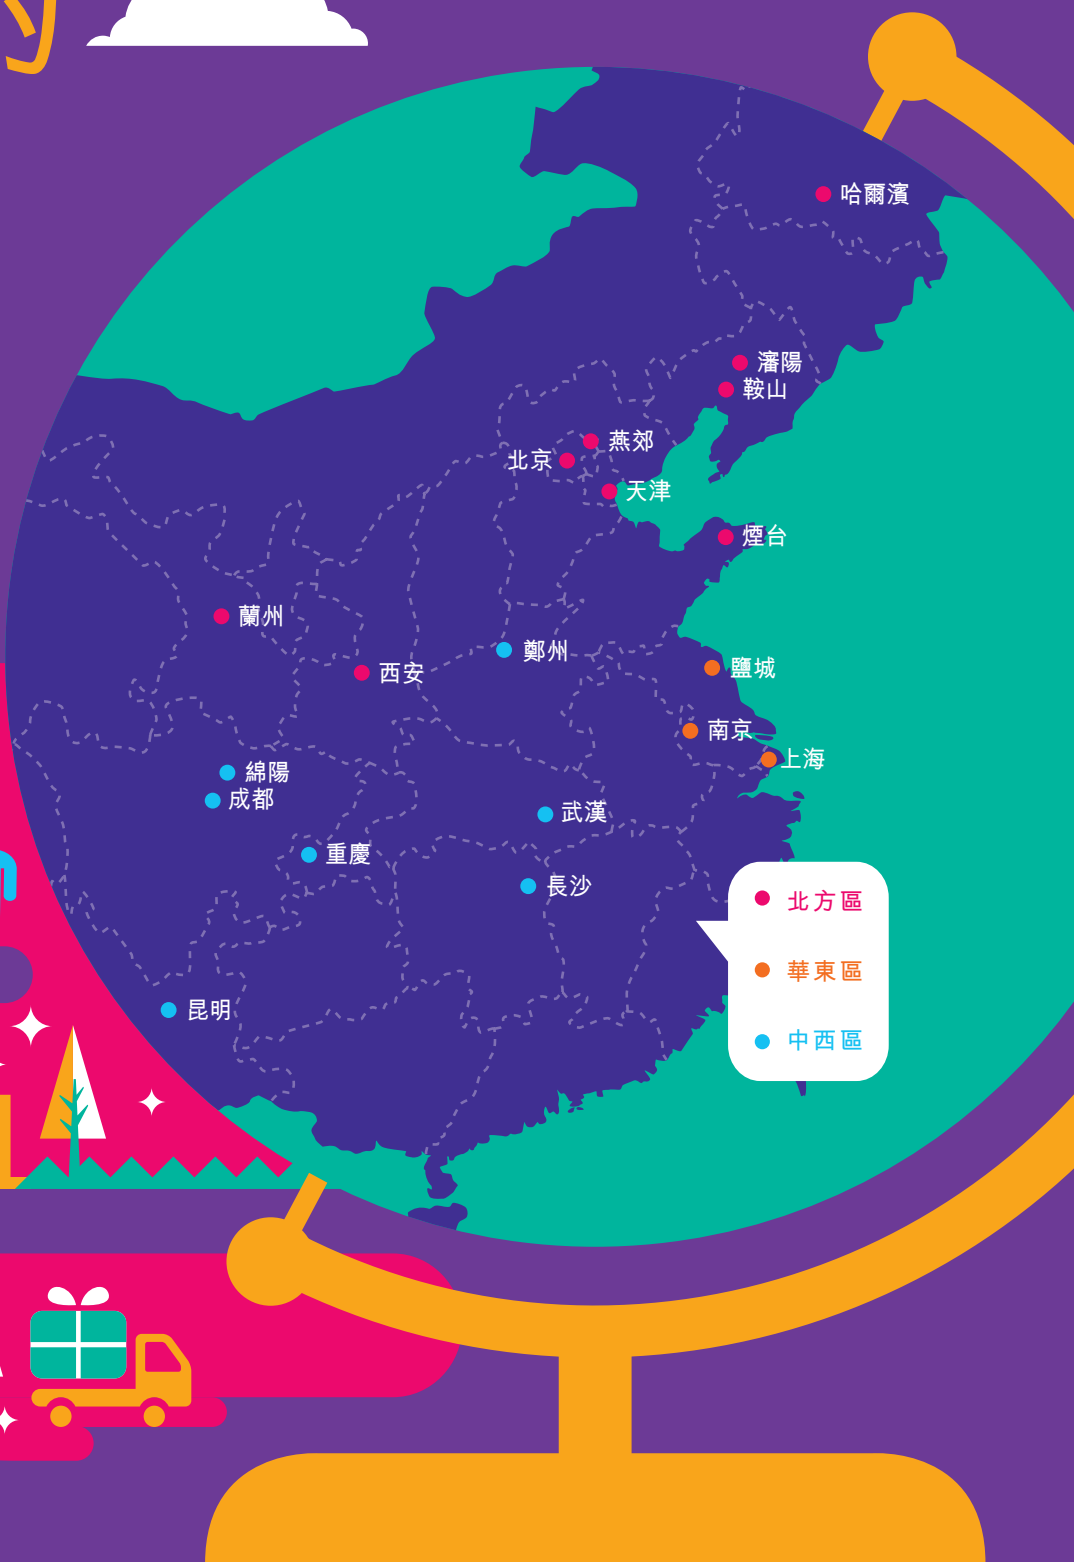 哈爾濱
瀋陽
鞍山
燕郊
北京
天津
煙台
蘭州
鄭州
西安
鹽城
南京
上海
綿陽
成都
武漢
重慶
長沙
北方區
華東區
中西區
昆明